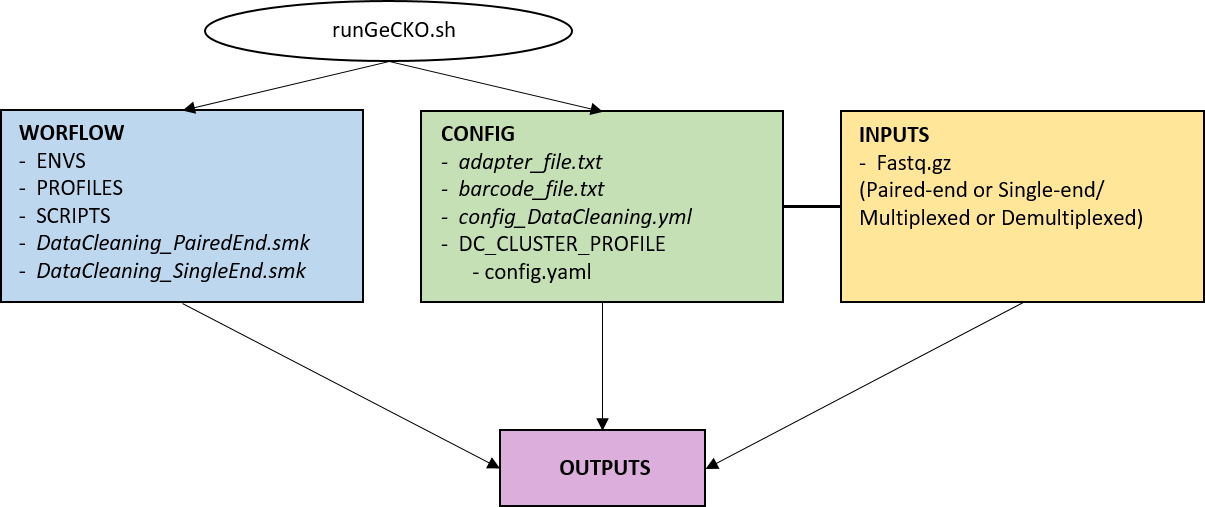 runGeCKO.sh
WORFLOW
- ENVS
- PROFILES
- SCRIPTS
- DataCleaning_PairedEnd.smk
- DataCleaning_SingleEnd.smk
CONFIG
- adapter_file.txt
- barcode_file.txt
- config_DataCleaning.yml
- DC_CLUSTER_PROFILE
- config.yaml
INPUTS
- Fastq.gz
(Paired-end or Single-end/
Multiplexed or Demultiplexed)
OUTPUTS